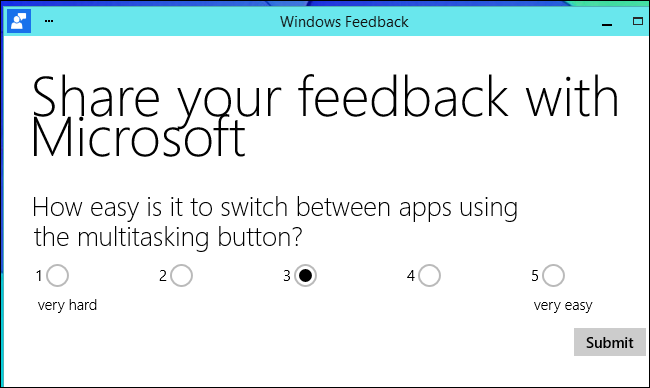 Windows Feedback
Share your feedback with
Microsoft
How easy is it to switch between apps using
the multitasking button?
1 2 3 4 5
very hard very easy
Submit